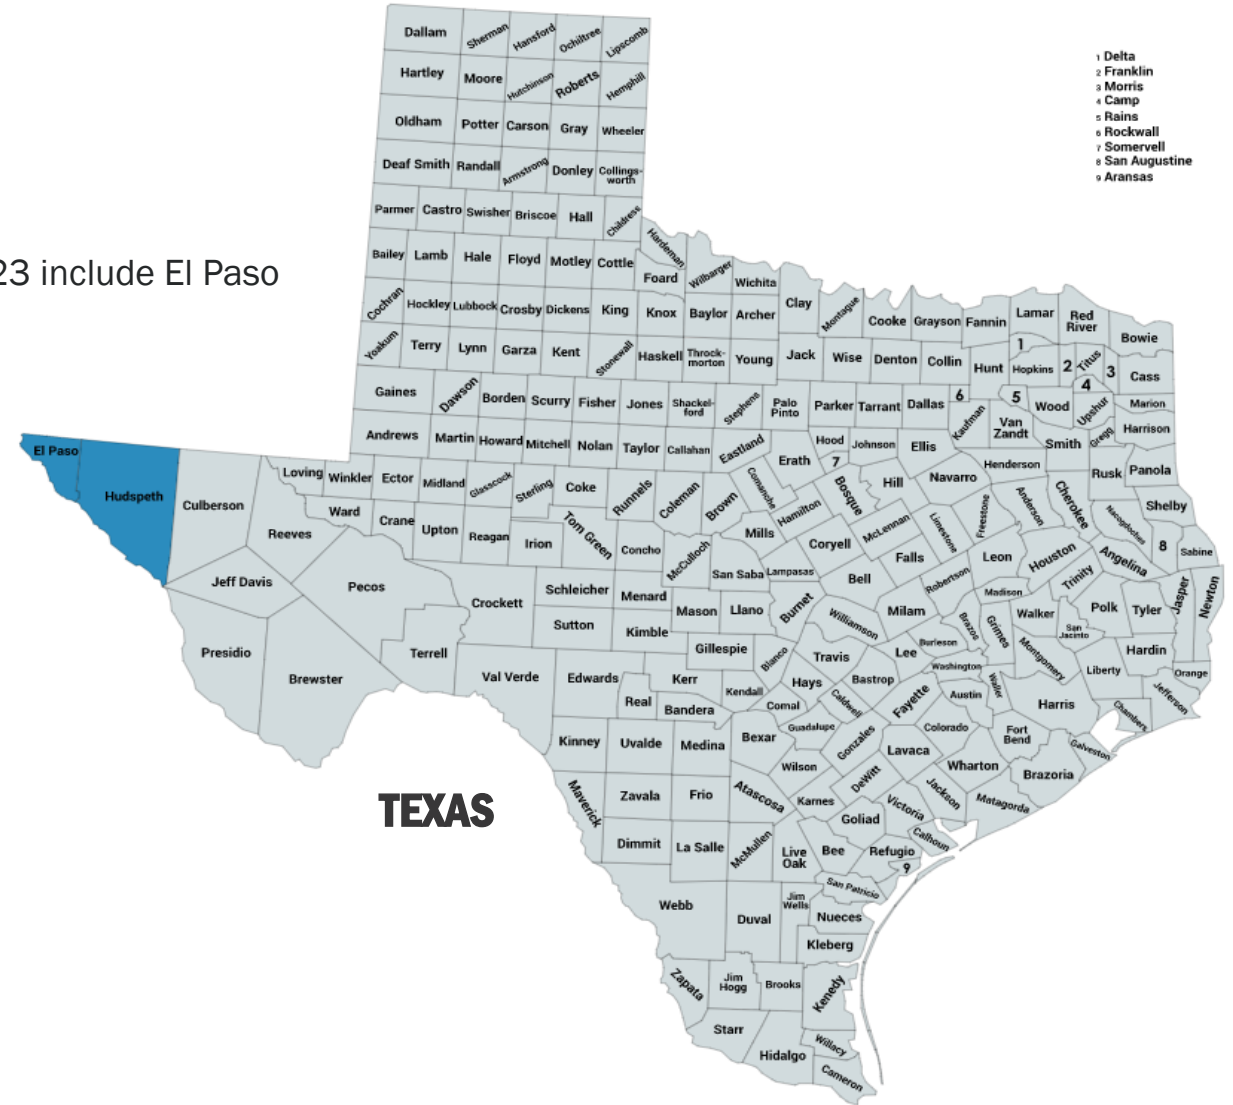 Dallam Sherman Hansford Ochiltree Lipscomb
1 Delta
2 Franklin
3 Morris
4 Camp
5 Rains
6 Rockwall
7 Somervell
8 San Augustine
9 Aransas
Hartley Moore Hutchinson Roberts Hemphill
Oldham Potter Carson Gray Wheeler
Deaf Smith Randall Armstrong Donley Collings-
worth
Parmer Castro Swisher Briscoe Hall Childress
Hardeman
23 include El Paso
Bailey Lamb Hale Floyd Motley Cottle
Foard Wilbarger Wichita
Cochran Hockley Lubbock Crosby Dickens King Knox Baylor Archer Clay Montague Cooke Grayson Fannin Lamar Red
River Bowie
Yoakum Terry Lynn Garza Kent Stonewall Haskell Throck-
morton Young Jack Wise Denton Collin Hunt 1 Hopkins 2 Titus 3 Cass
4
Gaines Dawson Borden Scurry Fisher Jones Shackel-
ford Stephens Palo
Pinto Parker Tarrant Dallas 6 Kaufman 5 Wood Upshur Marion
Van
Zandt
Andrews Martin Howard Mitchell Nolan Taylor Callahan Eastland Erath Hood Johnson Ellis Smith Gregg Harrison
7
El Paso Hudspeth Culberson
Loving Winkler Ector Midland Glasscock Sterling Coke Runnels Coleman Brown Comanche Hamilton Bosque Hill Navarro Henderson Rusk Panola
Ward Crane Upton Reagan Irion Tom Green Concho McCulloch Mills Coryell McLennan Limestone Freestone Anderson Cherokee Nacogdoches Shelby
Reeves San Saba Lampasas Bell Falls Robertson Leon Houston Angelina 8 Sabine
Jeff Davis Pecos Crockett Schleicher Menard Mason Llano Burnet Williamson Milam Madison Trinity Polk Tyler Jasper Newton
Sutton Kimble Brazos Grimes Walker San
Jacinto
Presidio Brewster Terrell Val Verde Edwards Gillespie Blanco Travis Lee Burleson Washington Montgomery Liberty Hardin Orange
Real Kerr Kendall Hays Comal Caldwell Bastrop Fayette Austin Waller Harris Chambers Jefferson
Bandera Guadalupe Gonzales Colorado Fort
Bend Galveston
Kinney Uvalde Medina Bexar Wilson Lavaca Wharton Brazoria
TEXAS
Maverick Zavala Frio Atascosa Karnes DeWitt Jackson Matagorda
Dimmit La Salle McMullen Live
Oak Goliad Victoria Calhoun
Bee Refugio 9
Webb Duval Jim
Wells San Patricio
Nueces
Kleberg
Zapata Jim
Hogg Brooks Kenedy
Starr Hidalgo Willacy
Cameron